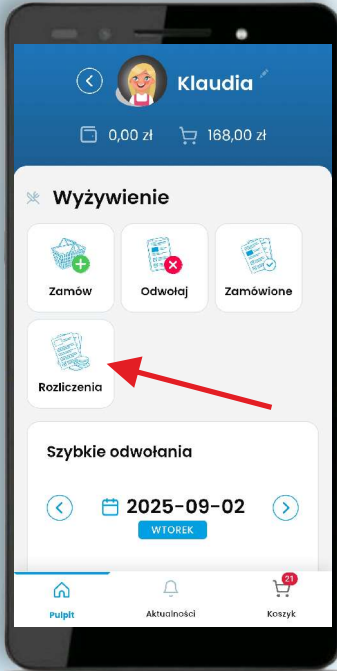 Klaudia
0,00 zł 168,00 zł
Wyżywienie
Zamów Odwołaj Zamówione
Rozliczenia
Szybkie odwołania
2025-09-02
WTOREK
21
Pulpit Aktualności Koszyk